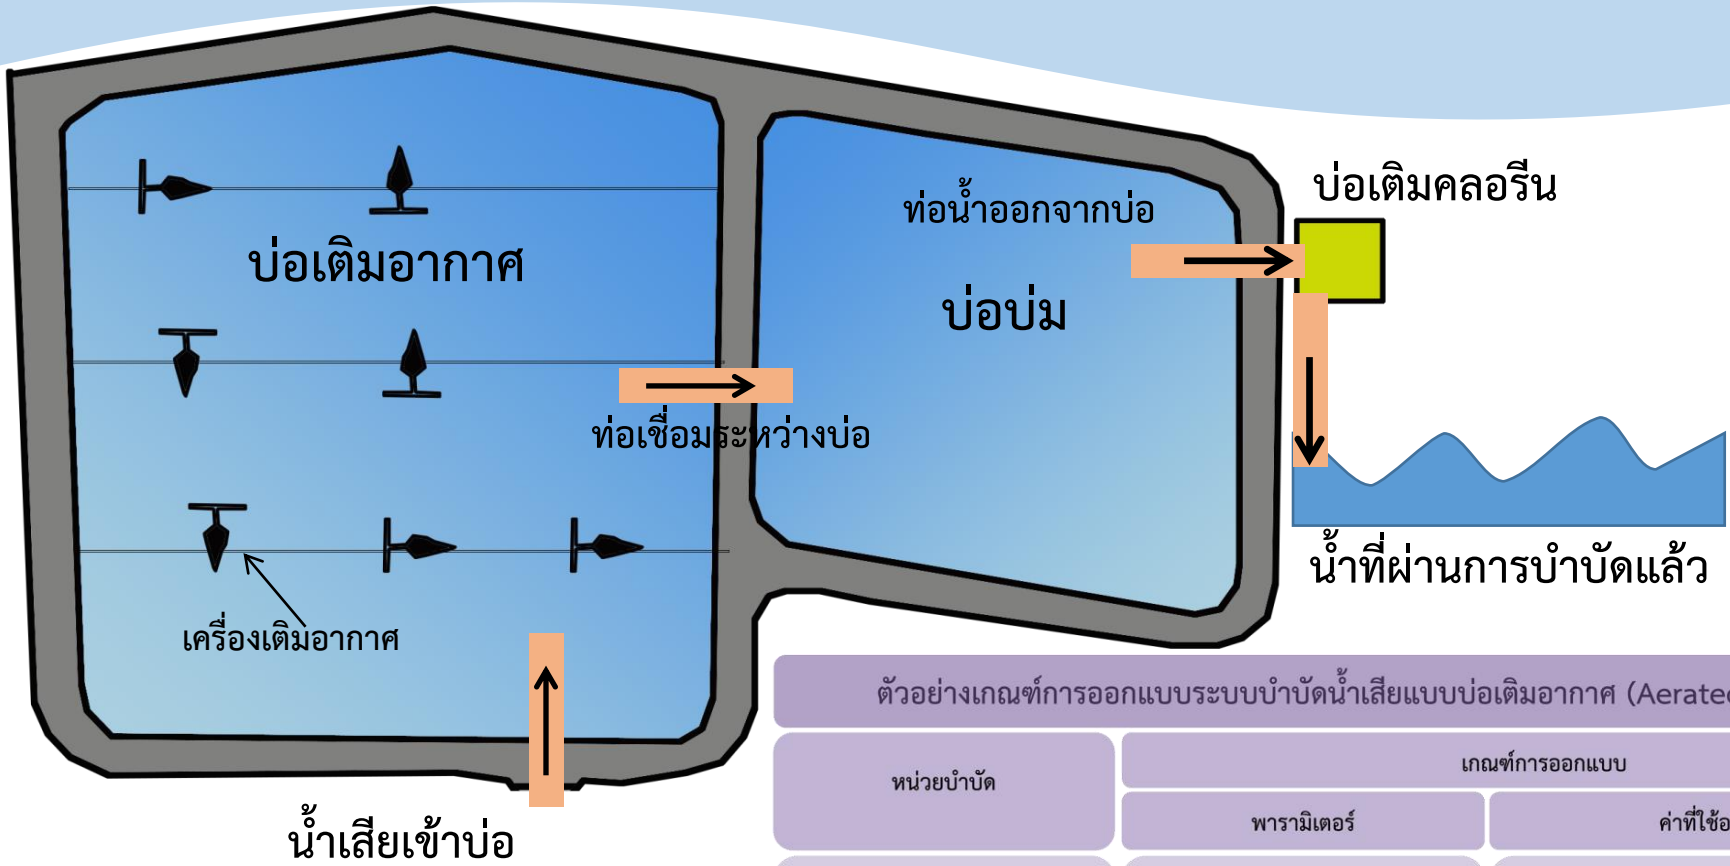 บ่อเติมคลอรีน
ท่อน้ำออกจากบ่อ
บ่อเติมอากาศ
บ่อบ่ม
ท่อเชื่อมระหว่างบ่อ
น้ำที่ผ่านการบำบัดแล้ว
เครื่องเติมอากาศ
น้ำเสียเข้าบ่อ
ตัวอย่างเกณฑ์การออกแบบระบบบำบัดน้ำเสียแบบบ่อเติมอากาศ (Aerated
หน่วยบำบัด
เกณฑ์การออกแบบ
พารามิเตอร์
ค่าที่ใช้อ